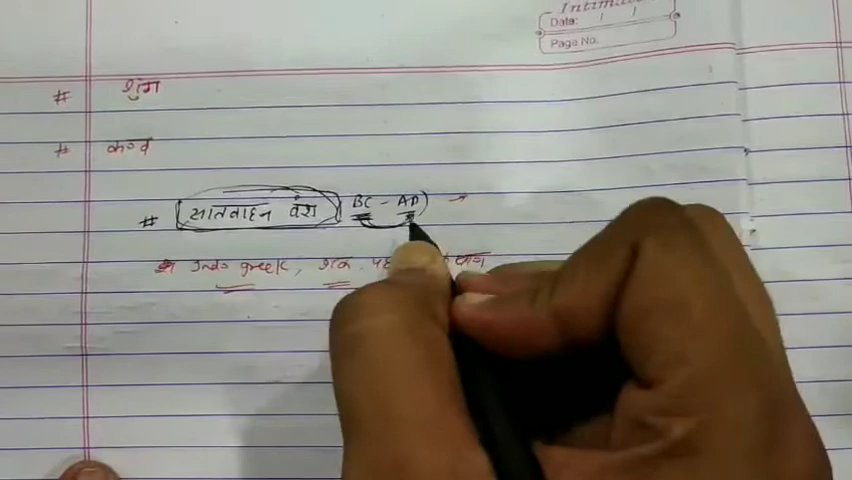 Intimate
Date: / /
Page No.
# शुंग
# कण्व
# सातवाहन वंश BC - AD) →
Indo greek, शक